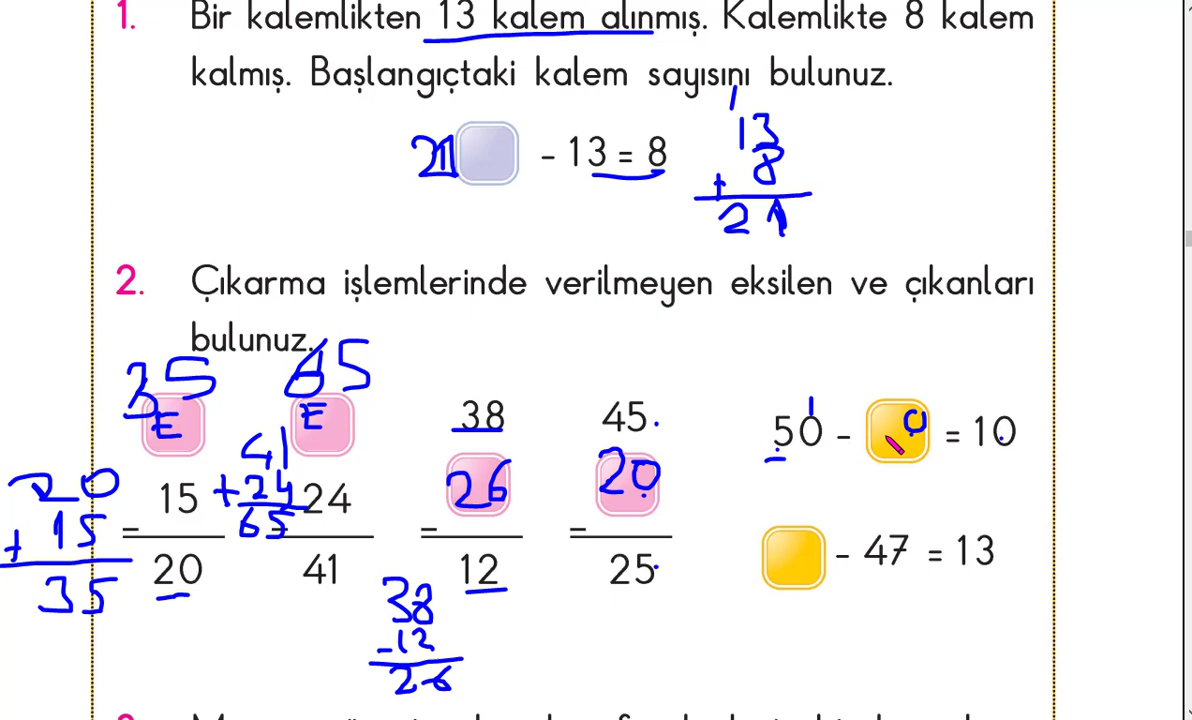 1. Bir kalemlikten 13 kalem alınmış. Kalemlikte 8 kalem
kalmış. Başlangıçtaki kalem sayısını bulunuz.
21 - 13 = 8
1
13
+ 8
21
2. Çıkarma işlemlerinde verilmeyen eksilen ve çıkanları
bulunuz.
35 65
E E 38 45 50 - 0 = 10
41
20 15 + 24 24 26 20
+ 15 65
35 = 20 = 41 = 12 = 25
- 47 = 13
38
- 12
26